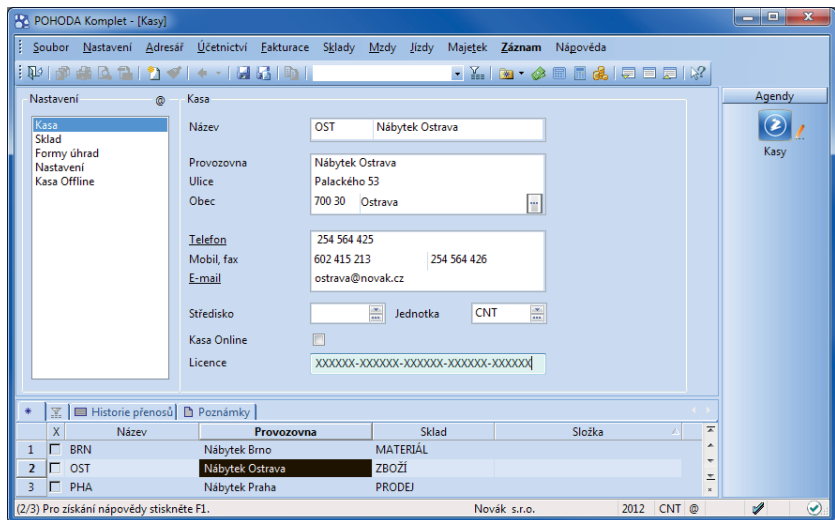 POHODA Komplet - [Kasy]
Soubor Nastavení Adresář Účetnictví Fakturace Sklady Mzdy Jízdy Majetek Záznam Nápověda
Nastavení @
Kasa
Sklad
Formy úhrad
Nastavení
Kasa Offline
Kasa
Název OST Nábytek Ostrava
Provozovna Nábytek Ostrava
Ulice Palackého 53
Obec 700 30 Ostrava ...
Telefon 254 564 425
Mobil, fax 602 415 213 254 564 426
E-mail ostrava@novak.cz
Středisko Jednotka CNT
Kasa Online
Licence XXXXXX-XXXXXX-XXXXXX-XXXXXX-XXXXXX
Agendy
Kasy
* Historie přenosů Poznámky
X Název Provozovna Sklad Složka
1 BRN Nábytek Brno MATERIÁL
2 OST Nábytek Ostrava ZBOŽÍ
3 PHA Nábytek Praha PRODEJ
(2/3) Pro získání nápovědy stiskněte F1. Novák s.r.o. 2012 CNT @